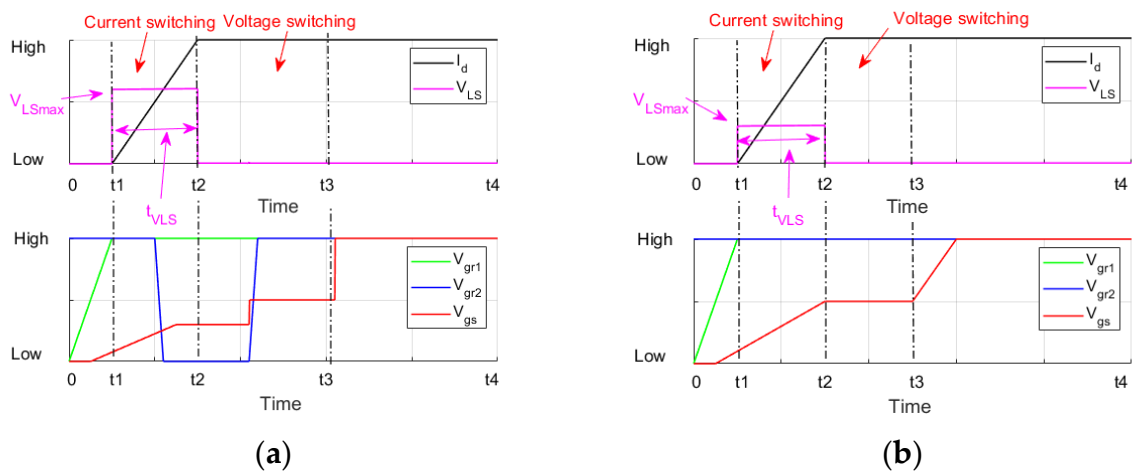 Current switching
Voltage switching
High
I_d
V_LS
V_LSmax
Low
0
t1
t2
t3
t4
t_VLS
Time
High
V_gr1
V_gr2
V_gs
Low
0
t1
t2
t3
t4
Time
(a)
Current switching
Voltage switching
High
I_d
V_LS
V_LSmax
Low
0
t1
t2
t3
t4
t_VLS
Time
High
V_gr1
V_gr2
V_gs
Low
0
t1
t2
t3
t4
Time
(b)